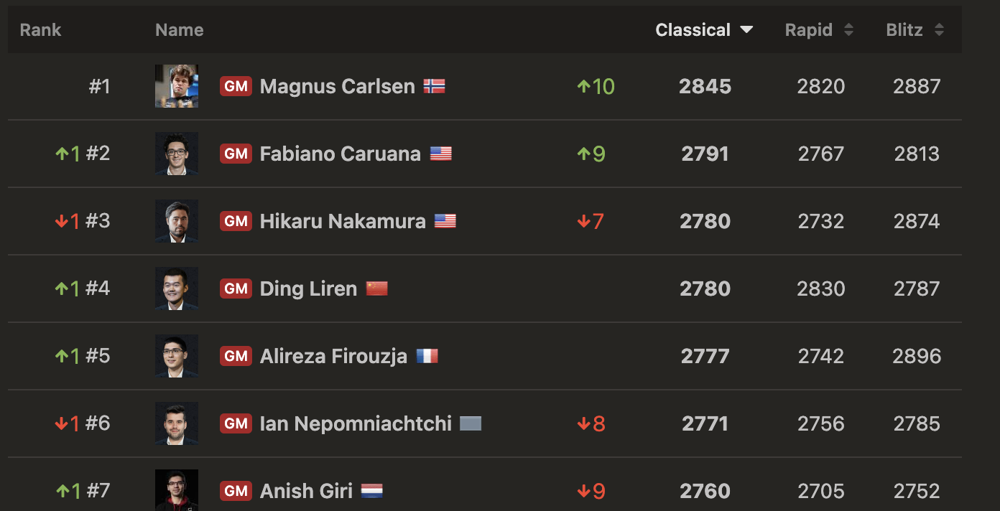 Rank Name Classical Rapid Blitz
#1 GM Magnus Carlsen ↑10 2845 2820 2887
↑1 #2 GM Fabiano Caruana ↑9 2791 2767 2813
↓1 #3 GM Hikaru Nakamura ↓7 2780 2732 2874
↑1 #4 GM Ding Liren 2780 2830 2787
↑1 #5 GM Alireza Firouzja 2777 2742 2896
↓1 #6 GM Ian Nepomniachtchi ↓8 2771 2756 2785
↑1 #7 GM Anish Giri ↓9 2760 2705 2752